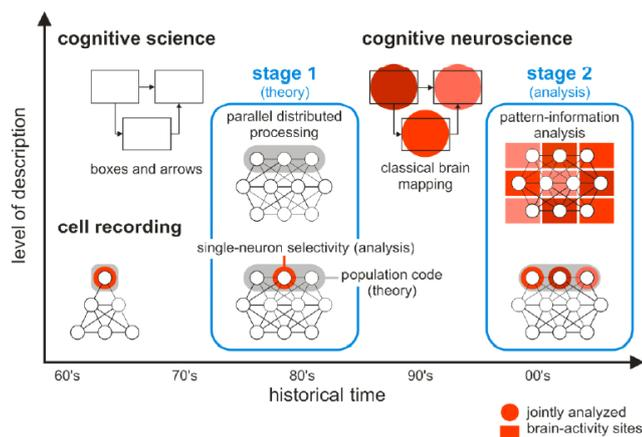 cognitive science
cognitive neuroscience
stage 1
(theory)
stage 2
(analysis)
parallel distributed
processing
pattern-information
analysis
boxes and arrows
classical brain
mapping
level of description
cell recording
single-neuron selectivity (analysis)
population code
(theory)
60's 70's 80's 90's 00's
historical time
jointly analyzed
brain-activity sites